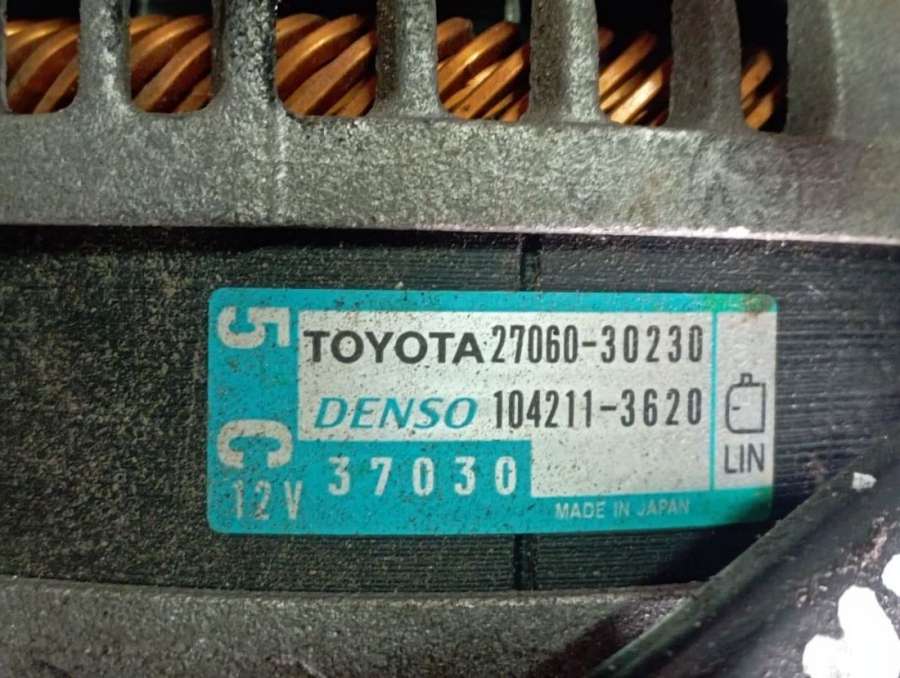 5 C
TOYOTA 27060-30230
DENSO 104211-3620
12V 37030
MADE IN JAPAN
LIN